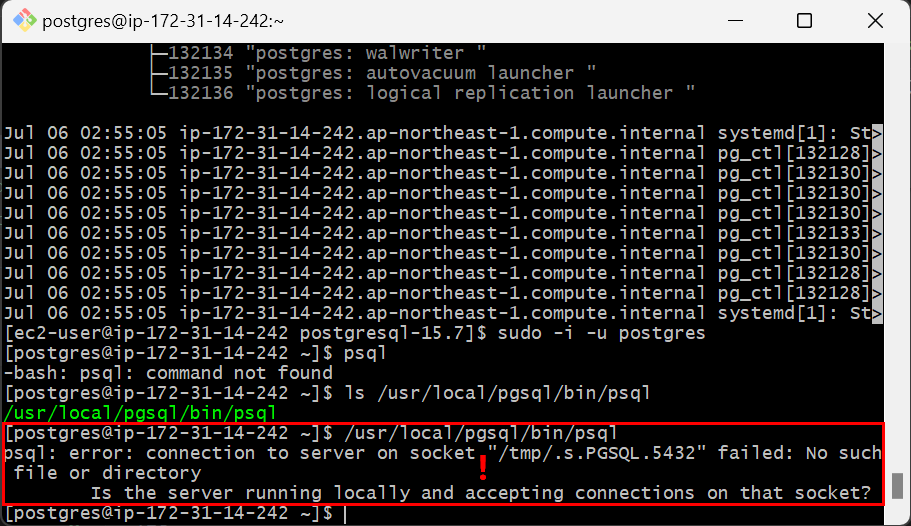 postgres@ip-172-31-14-242:~
├─132134 "postgres: walwriter "
├─132135 "postgres: autovacuum launcher "
└─132136 "postgres: logical replication launcher "
Jul 06 02:55:05 ip-172-31-14-242.ap-northeast-1.compute.internal systemd[1]: St>
Jul 06 02:55:05 ip-172-31-14-242.ap-northeast-1.compute.internal pg_ctl[132128]>
Jul 06 02:55:05 ip-172-31-14-242.ap-northeast-1.compute.internal pg_ctl[132130]>
Jul 06 02:55:05 ip-172-31-14-242.ap-northeast-1.compute.internal pg_ctl[132130]>
Jul 06 02:55:05 ip-172-31-14-242.ap-northeast-1.compute.internal pg_ctl[132130]>
Jul 06 02:55:05 ip-172-31-14-242.ap-northeast-1.compute.internal pg_ctl[132133]>
Jul 06 02:55:05 ip-172-31-14-242.ap-northeast-1.compute.internal pg_ctl[132130]>
Jul 06 02:55:05 ip-172-31-14-242.ap-northeast-1.compute.internal pg_ctl[132128]>
Jul 06 02:55:05 ip-172-31-14-242.ap-northeast-1.compute.internal pg_ctl[132128]>
Jul 06 02:55:05 ip-172-31-14-242.ap-northeast-1.compute.internal systemd[1]: St>
[ec2-user@ip-172-31-14-242 postgresql-15.7]$ sudo -i -u postgres
[postgres@ip-172-31-14-242 ~]$ psql
-bash: psql: command not found
[postgres@ip-172-31-14-242 ~]$ ls /usr/local/pgsql/bin/psql
/usr/local/pgsql/bin/psql
[postgres@ip-172-31-14-242 ~]$ /usr/local/pgsql/bin/psql
psql: error: connection to server on socket "/tmp/.s.PGSQL.5432" failed: No such
file or directory
Is the server running locally and accepting connections on that socket?
!
[postgres@ip-172-31-14-242 ~]$